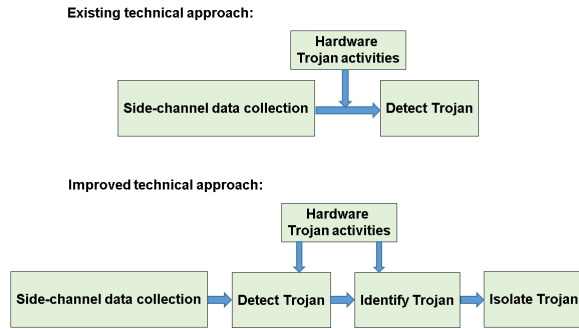 Existing technical approach:
Hardware
Trojan activities
Side-channel data collection
Detect Trojan
Improved technical approach:
Hardware
Trojan activities
Side-channel data collection
Detect Trojan
Identify Trojan
Isolate Trojan